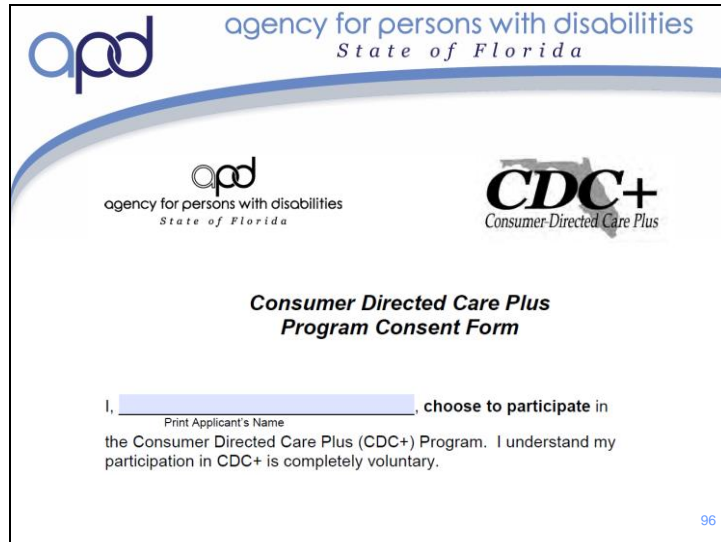 apd
agency for persons with disabilities
State of Florida
apd
agency for persons with disabilities
State of Florida
CDC+
Consumer-Directed Care Plus
Consumer Directed Care Plus
Program Consent Form
I, , choose to participate in
Print Applicant's Name
the Consumer Directed Care Plus (CDC+) Program. I understand my
participation in CDC+ is completely voluntary.
96